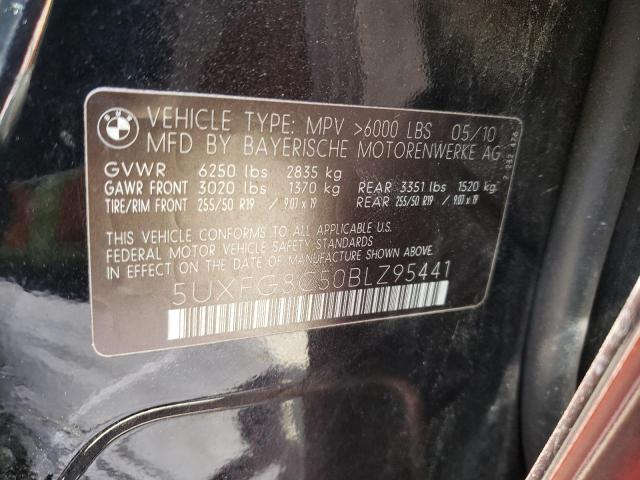 BMW
VEHICLE TYPE: MPV >6000 LBS 05/10
MFD BY BAYERISCHE MOTORENWERKE AG
GVWR 6250 lbs 2835 kg
GAWR FRONT 3020 lbs 1370 kg REAR 3351 lbs 1520 kg
TIRE/RIM FRONT 255/50 R19 / 9.0J x 19 REAR 255/50 R19 / 9.0J x 19
THIS VEHICLE CONFORMS TO ALL APPLICABLE U.S.
FEDERAL MOTOR VEHICLE SAFETY STANDARDS
IN EFFECT ON THE DATE OF MANUFACTURE SHOWN ABOVE.
5UXFG8C50BLZ95441